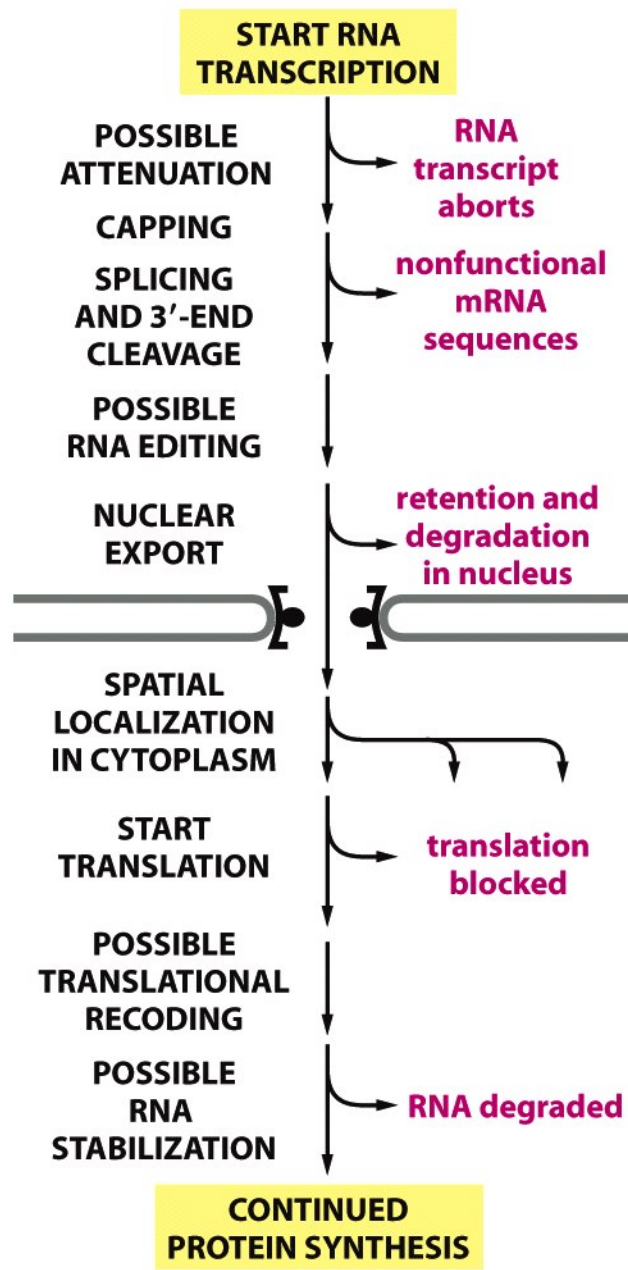 START RNA
TRANSCRIPTION
POSSIBLE
ATTENUATION
RNA
transcript
aborts
CAPPING
SPLICING
AND 3′-END
CLEAVAGE
nonfunctional
mRNA
sequences
POSSIBLE
RNA EDITING
NUCLEAR
EXPORT
retention and
degradation
in nucleus
SPATIAL
LOCALIZATION
IN CYTOPLASM
START
TRANSLATION
translation
blocked
POSSIBLE
TRANSLATIONAL
RECODING
POSSIBLE
RNA
STABILIZATION
RNA degraded
CONTINUED
PROTEIN SYNTHESIS